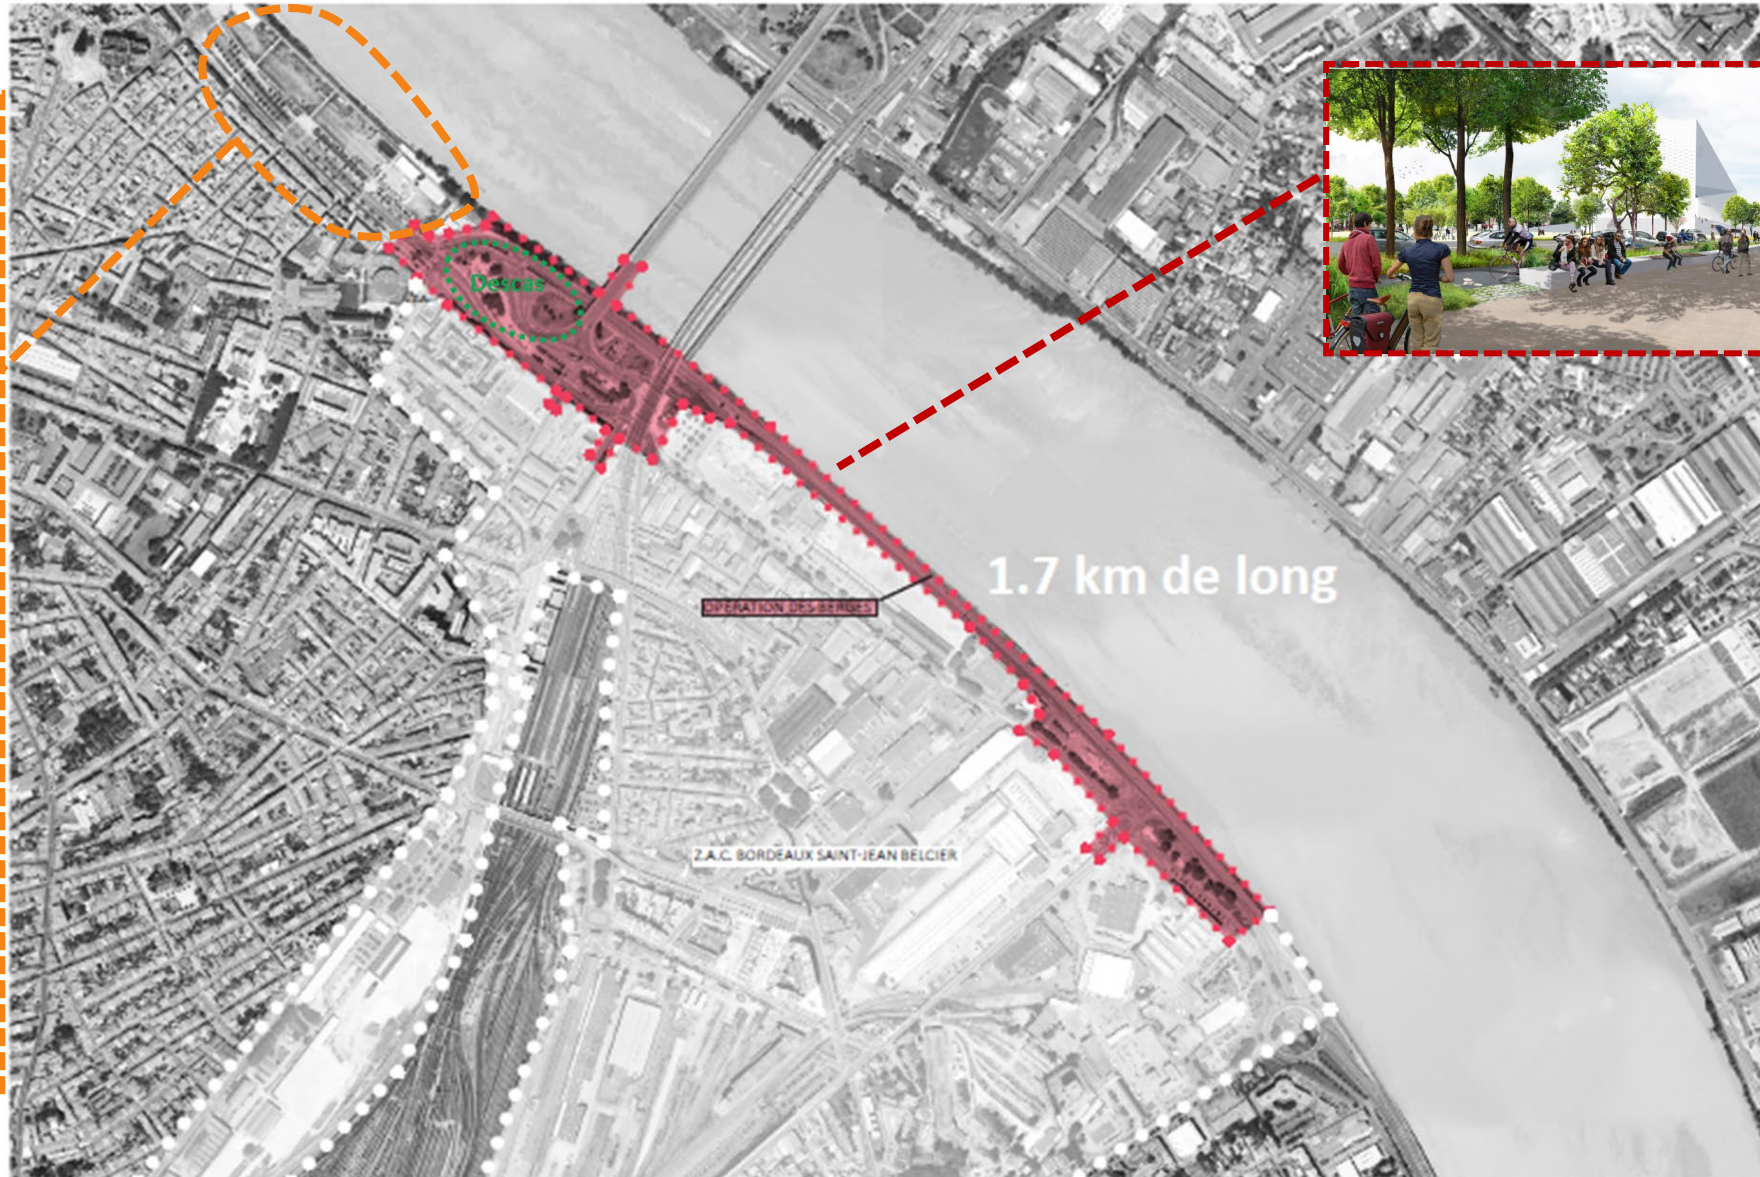 Descas
1.7 km de long
OPERATION DES BERGES
Z.A.C. BORDEAUX SAINT-JEAN BELCIER